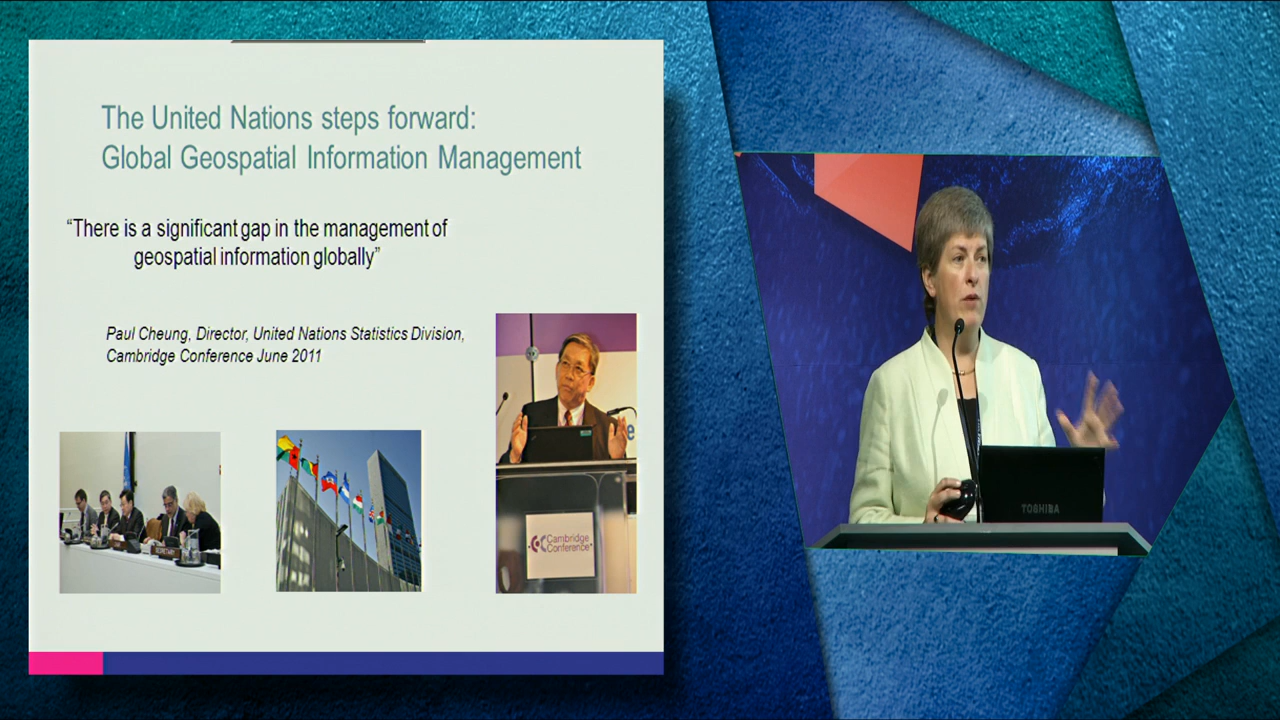 The United Nations steps forward:
Global Geospatial Information Management
“There is a significant gap in the management of
geospatial information globally”
Paul Cheung, Director, United Nations Statistics Division,
Cambridge Conference June 2011
Cambridge
Conference
TOSHIBA